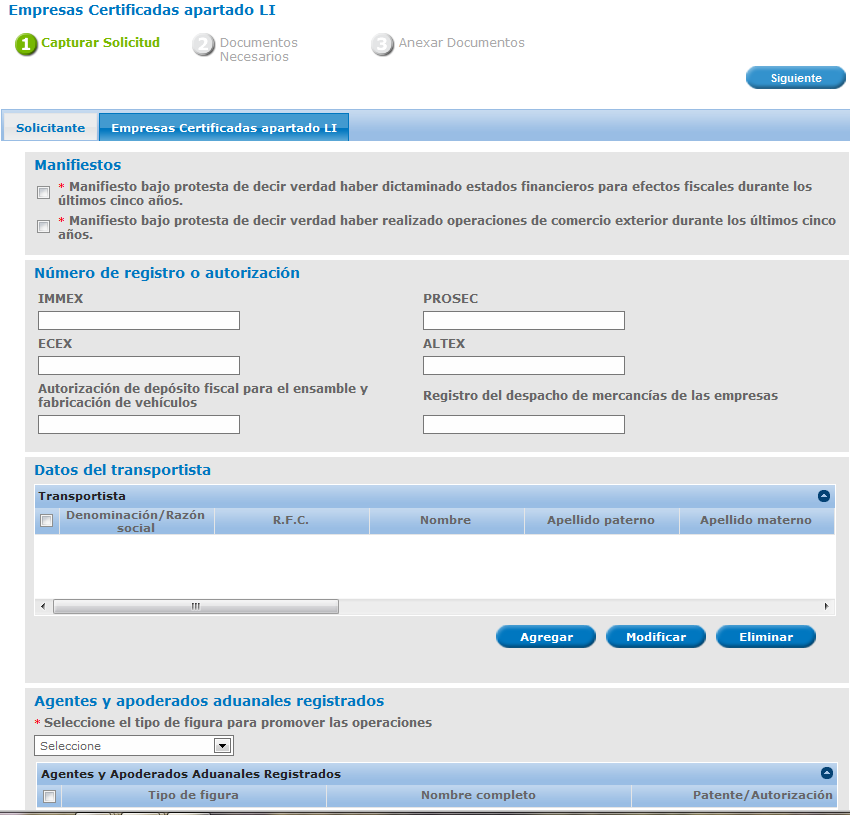 Empresas Certificadas apartado LI
1 Capturar Solicitud
2 Documentos
Necesarios
3 Anexar Documentos
Siguiente
Solicitante
Empresas Certificadas apartado LI
Manifiestos
* Manifiesto bajo protesta de decir verdad haber dictaminado estados financieros para efectos fiscales durante los
últimos cinco años.
* Manifiesto bajo protesta de decir verdad haber realizado operaciones de comercio exterior durante los últimos cinco
años.
Número de registro o autorización
IMMEX
PROSEC
ECEX
ALTEX
Autorización de depósito fiscal para el ensamble y
fabricación de vehículos
Registro del despacho de mercancías de las empresas
Datos del transportista
Transportista
Denominación/Razón
social
R.F.C.
Nombre
Apellido paterno
Apellido materno
Agregar
Modificar
Eliminar
Agentes y apoderados aduanales registrados
* Seleccione el tipo de figura para promover las operaciones
Seleccione
Agentes y Apoderados Aduanales Registrados
Tipo de figura
Nombre completo
Patente/Autorización